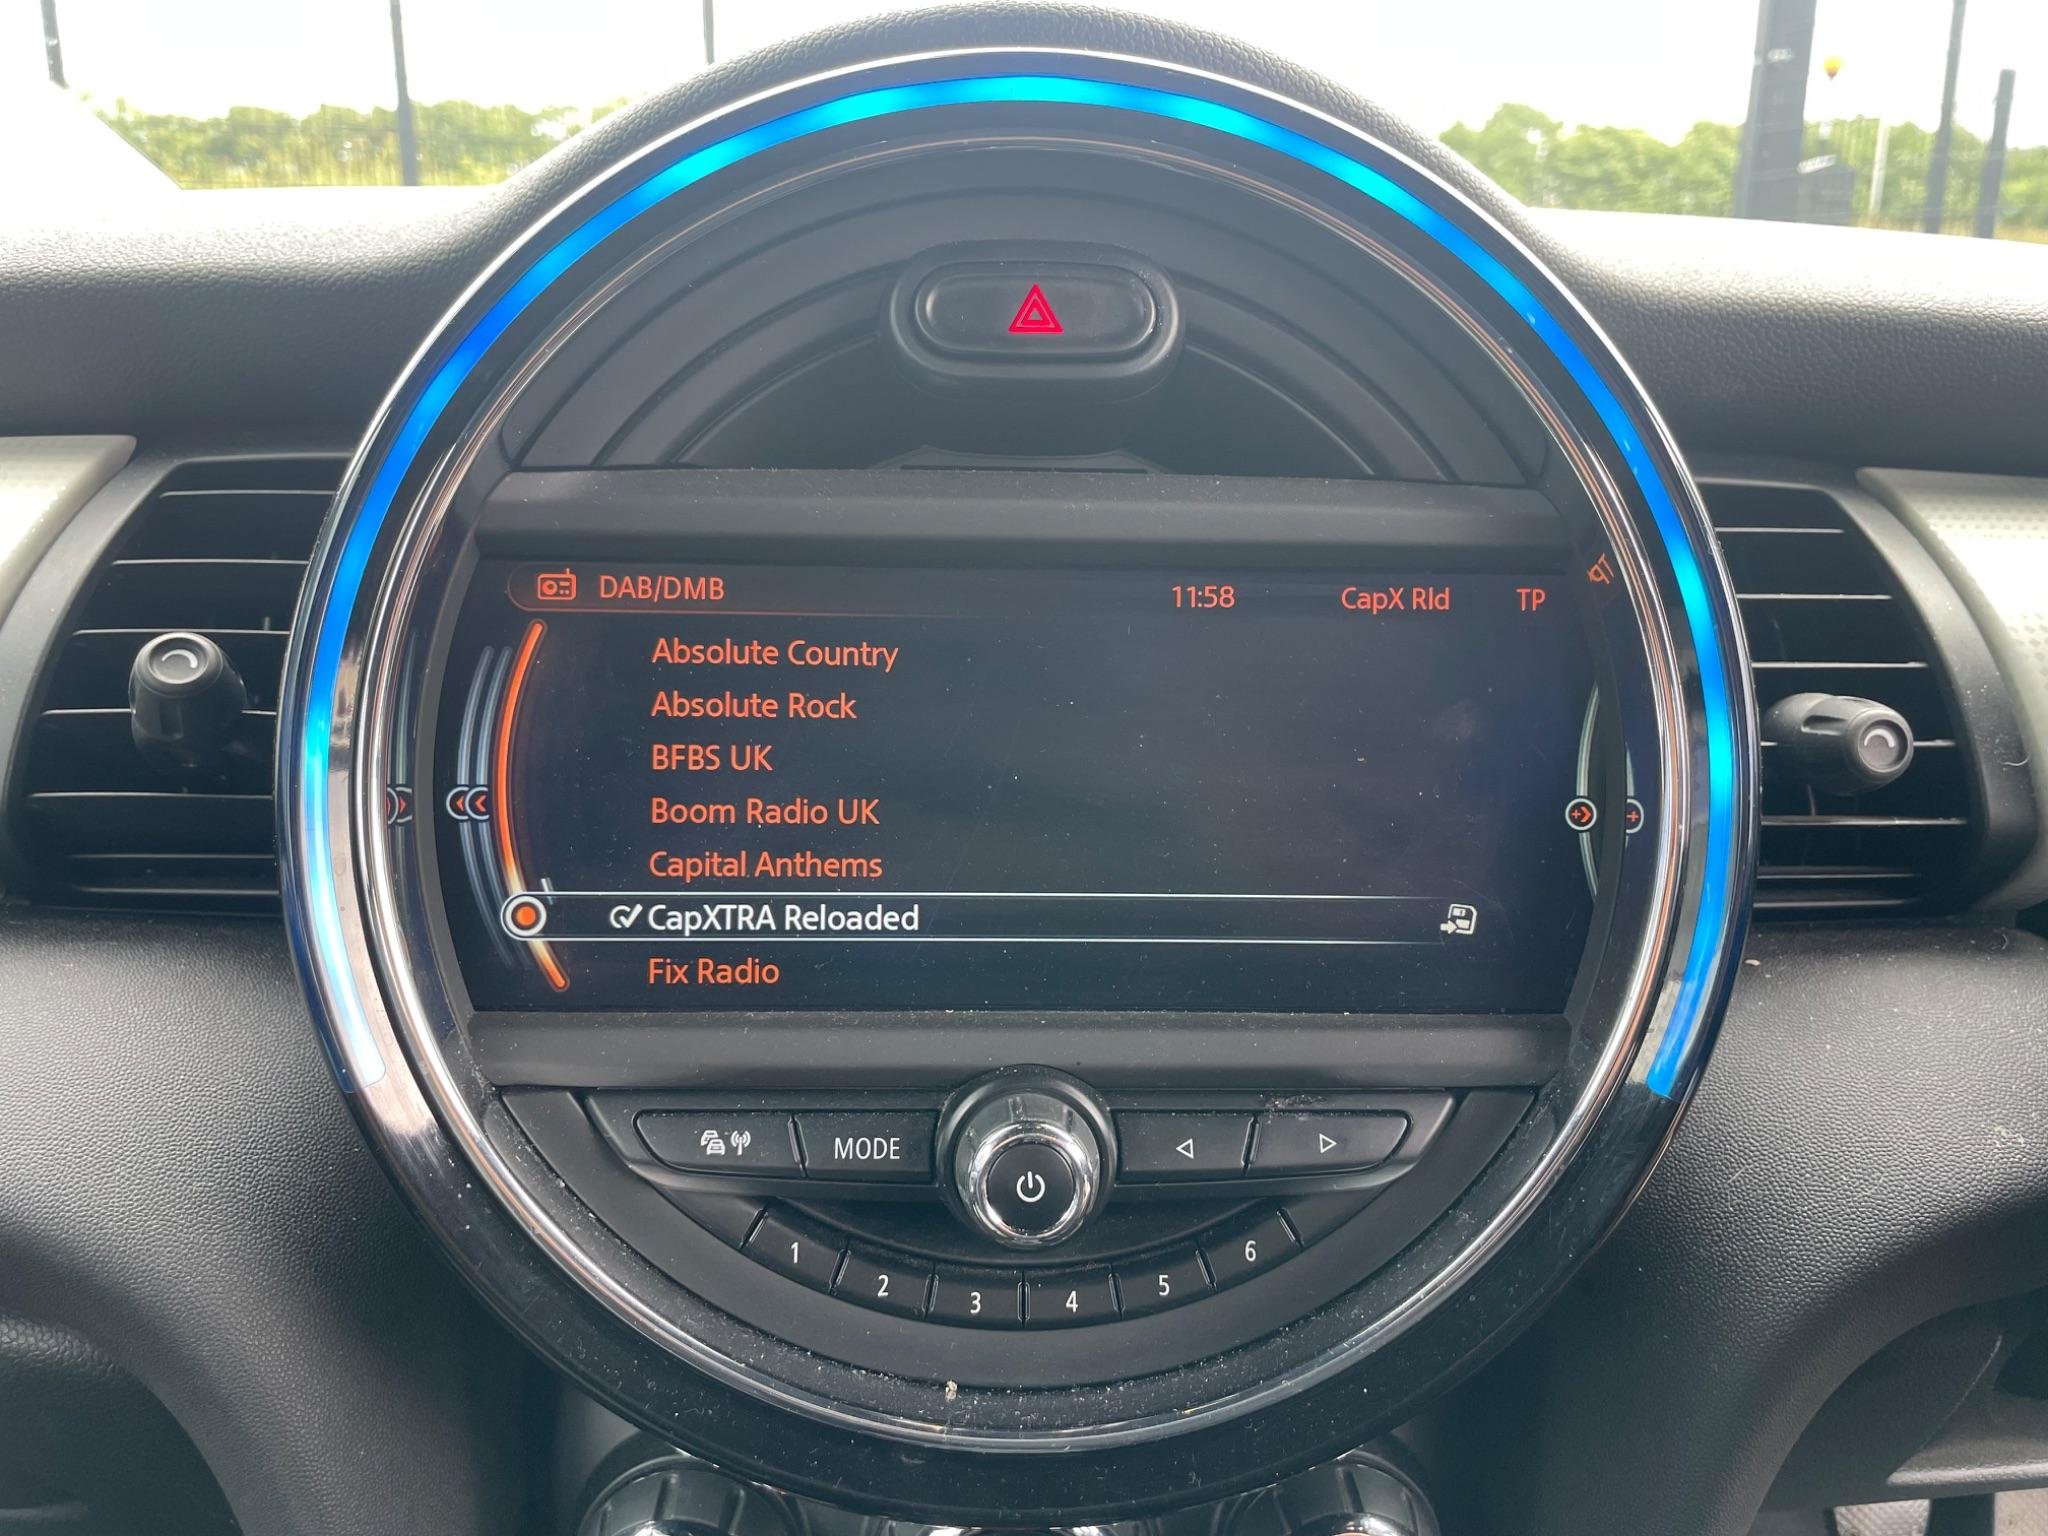 DAB/DMB 11:58 CapX Rld TP
Absolute Country
Absolute Rock
BFBS UK
Boom Radio UK
Capital Anthems
CapXTRA Reloaded
Fix Radio
MODE
1 2 3 4 5 6